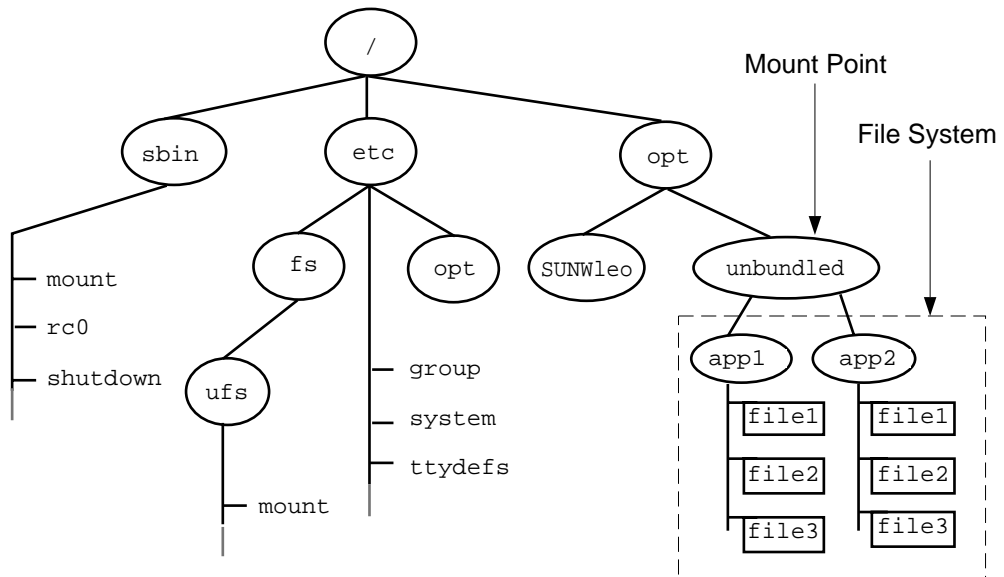 /
Mount Point
File System
sbin
etc
opt
fs
opt
SUNWleo
unbundled
mount
rc0
shutdown
ufs
group
system
ttydefs
mount
app1
app2
file1
file1
file2
file2
file3
file3